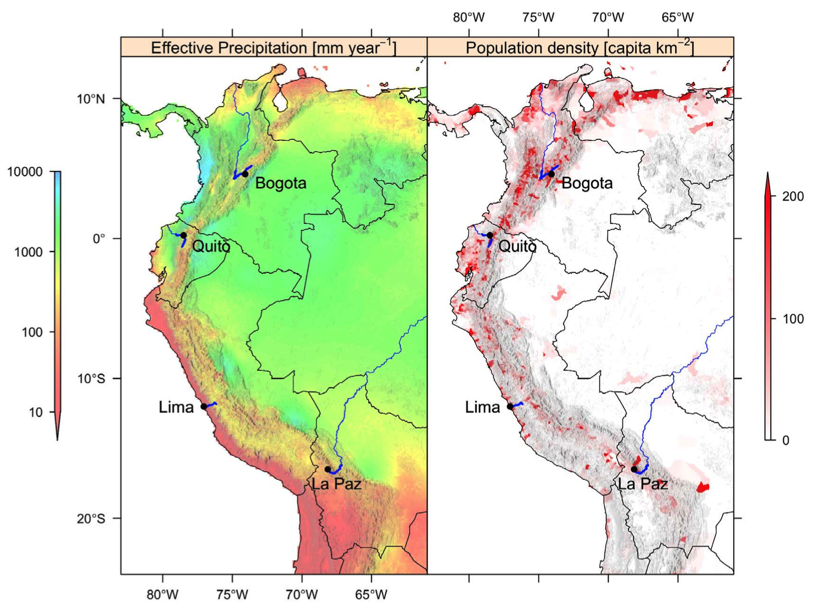 80°W 75°W 70°W 65°W
Effective Precipitation [mm year⁻¹] Population density [capita km⁻²]
10°N
0°
10°S
20°S
10000
1000
100
10
Bogota
Quito
Lima
La Paz
Bogota
Quito
Lima
La Paz
200
100
0
80°W 75°W 70°W 65°W